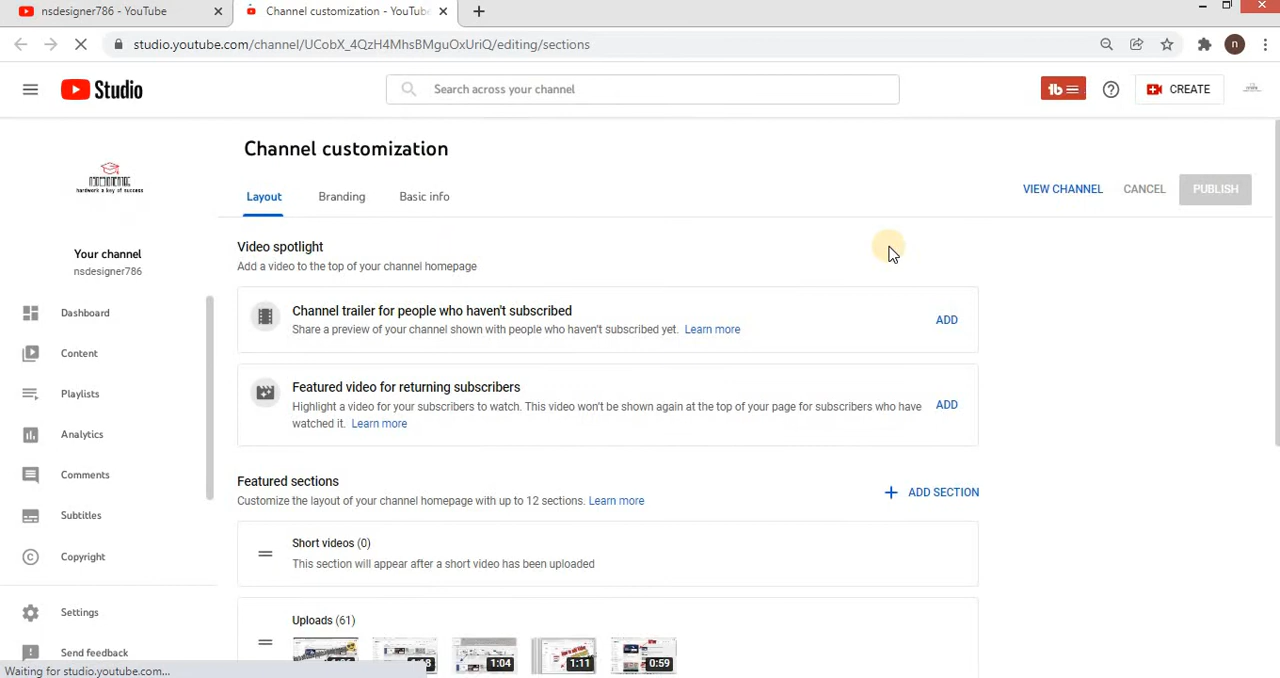 nsdesigner786 - YouTube
Channel customization - YouTube
studio.youtube.com/channel/UCobX_4QzH4MhsBMguOxUriQ/editing/sections
n
Studio
Search across your channel
CREATE
hardwork a key of success
Your channel
nsdesigner786
Dashboard
Content
Playlists
Analytics
Comments
Subtitles
Copyright
Settings
Send feedback
Channel customization
Layout
Branding
Basic info
VIEW CHANNEL
CANCEL
PUBLISH
Video spotlight
Add a video to the top of your channel homepage
Channel trailer for people who haven't subscribed
Share a preview of your channel shown with people who haven't subscribed yet. Learn more
ADD
Featured video for returning subscribers
Highlight a video for your subscribers to watch. This video won't be shown again at the top of your page for subscribers who have
watched it. Learn more
ADD
Featured sections
Customize the layout of your channel homepage with up to 12 sections. Learn more
ADD SECTION
Short videos (0)
This section will appear after a short video has been uploaded
Uploads (61)
1:04
1:11
0:59
Waiting for studio.youtube.com...